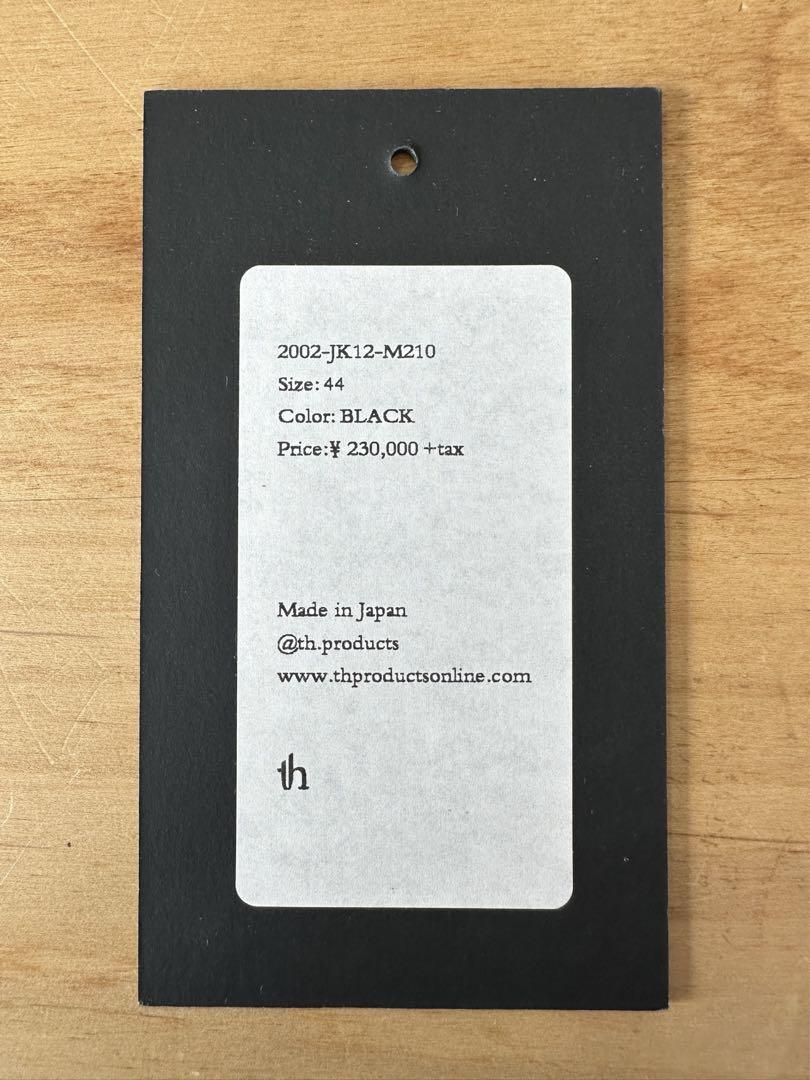 2002-JK12-M210
Size: 44
Color: BLACK
Price:¥ 230,000 +tax
Made in Japan
@th.products
www.thproductsonline.com
th